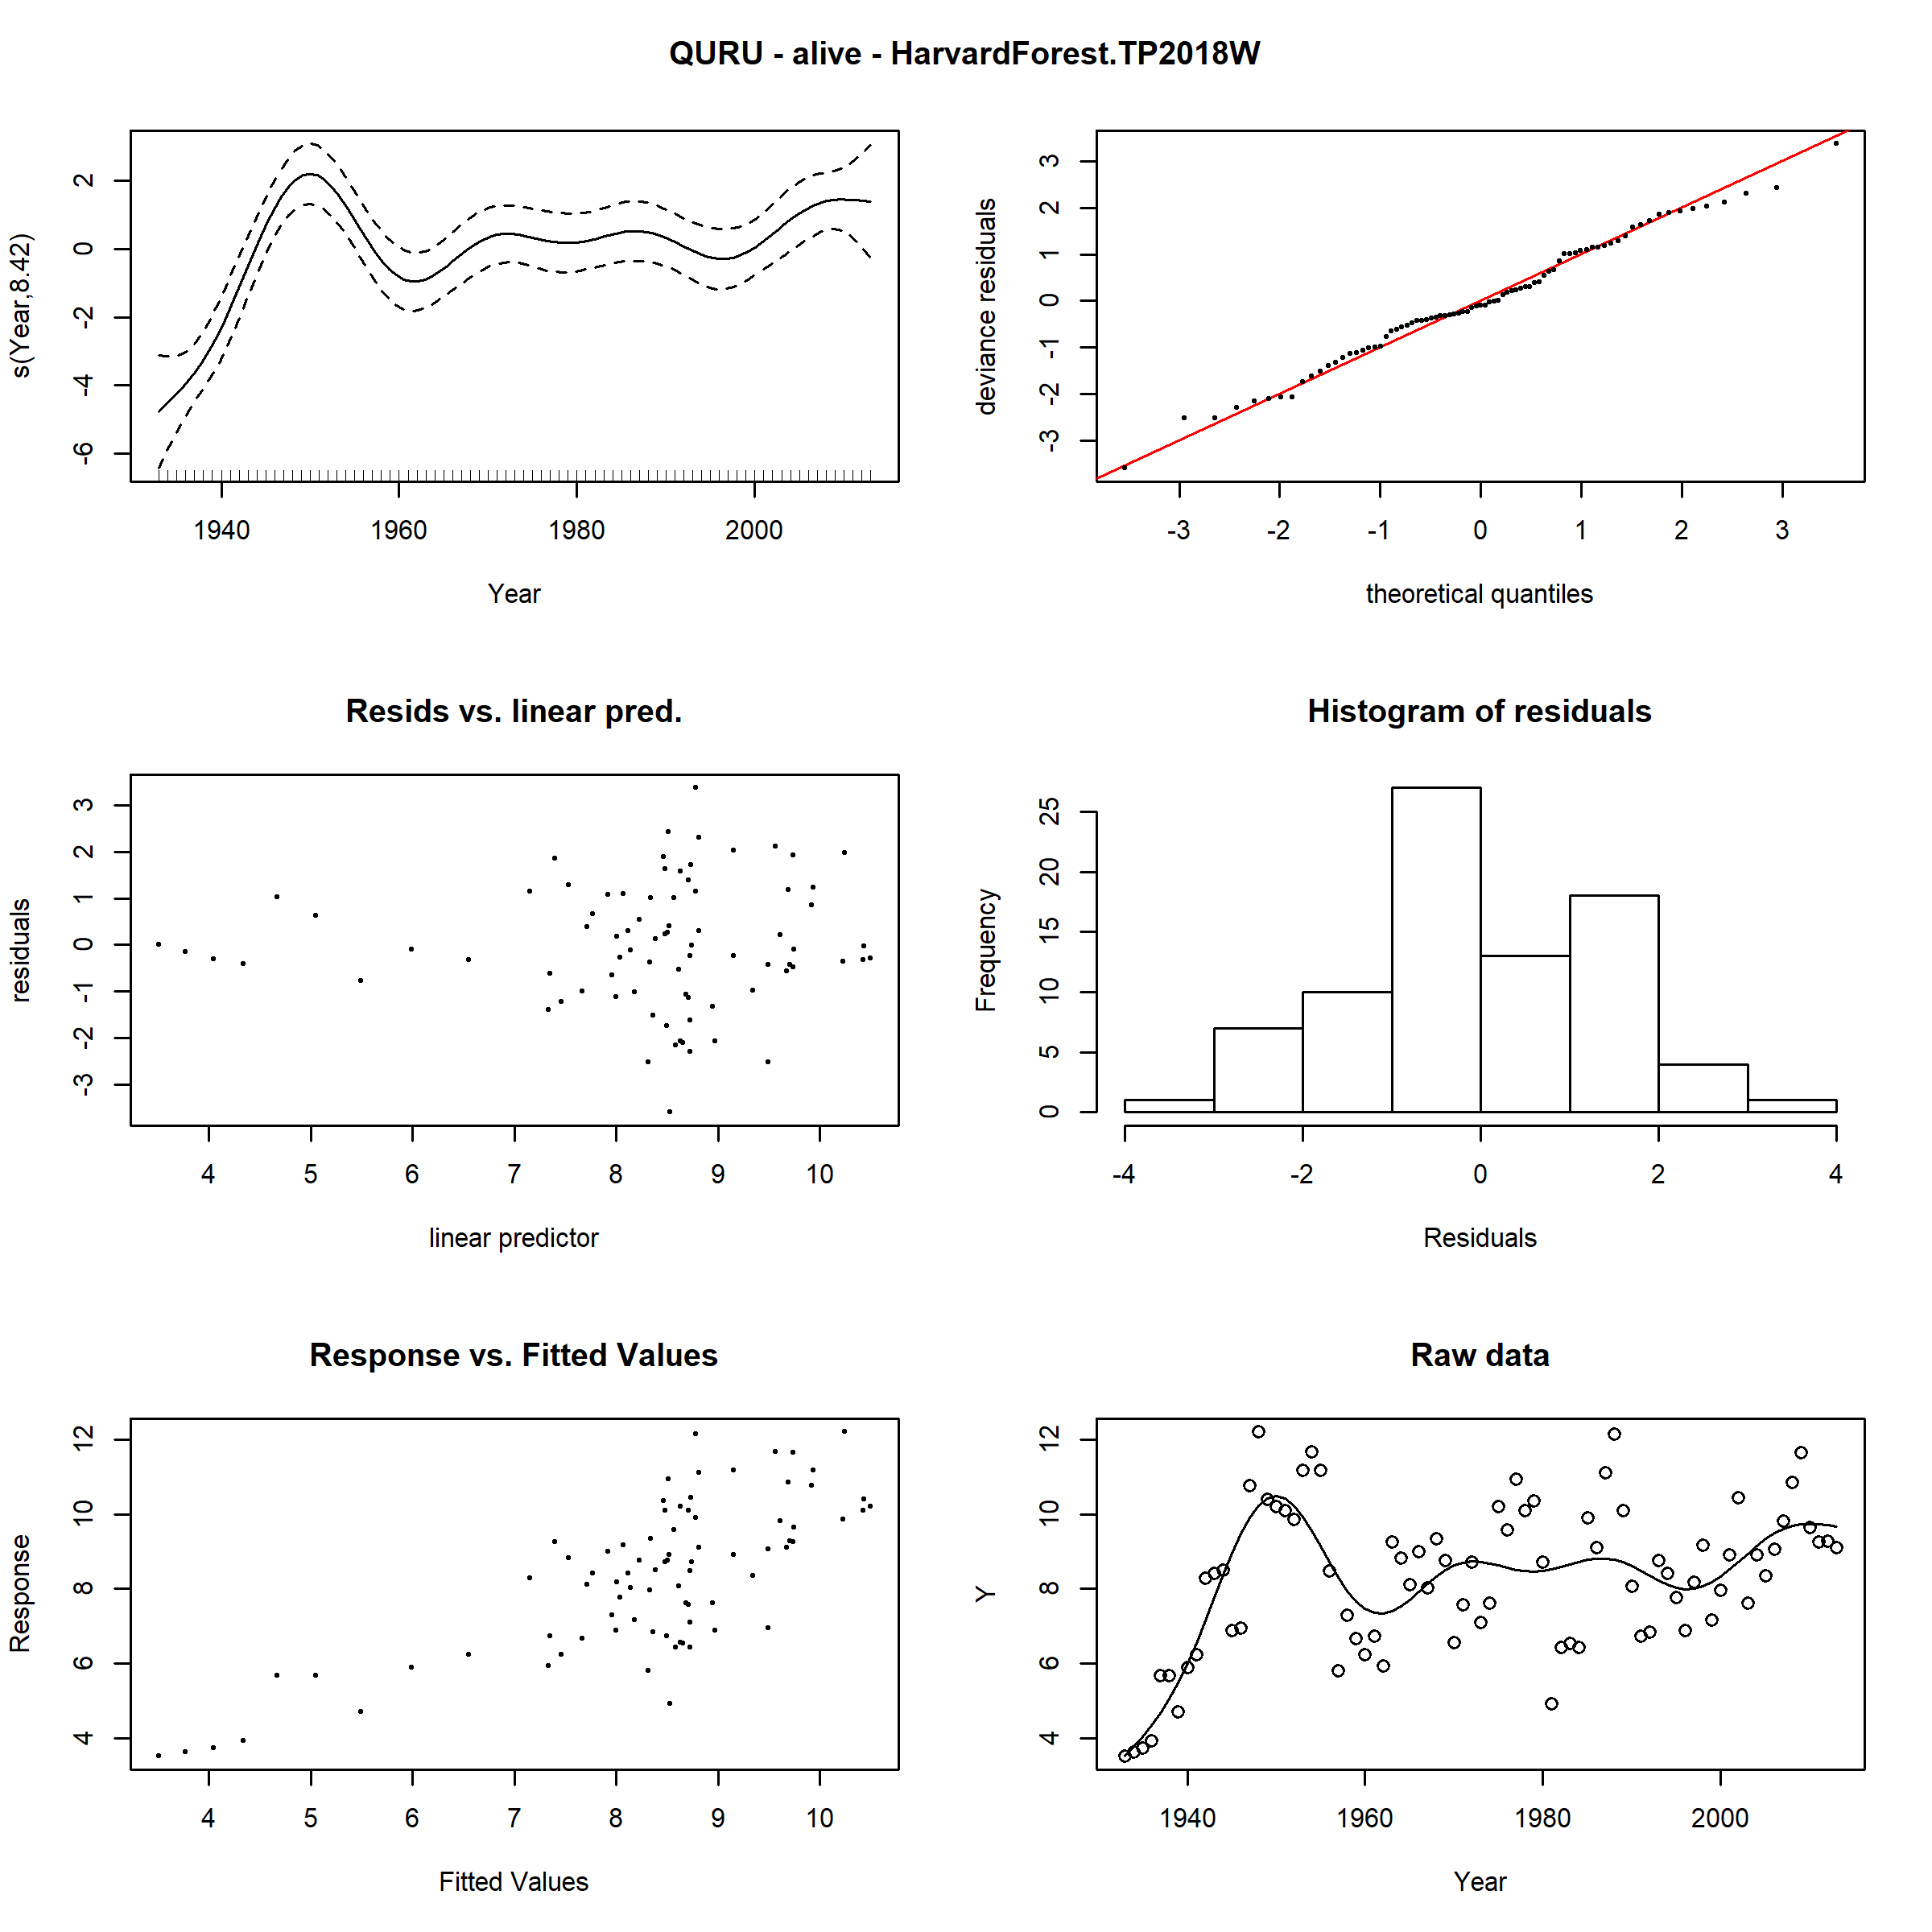 QURU - alive - HarvardForest.TP2018W
s(Year,8.42)
2
0
-2
-4
-6
1940 1960 1980 2000
Year
deviance residuals
3
2
1
0
-1
-2
-3
-3 -2 -1 0 1 2 3
theoretical quantiles
Resids vs. linear pred.
residuals
3
2
1
0
-1
-2
-3
4 5 6 7 8 9 10
linear predictor
Histogram of residuals
Frequency
25
20
15
10
5
0
-4 -2 0 2 4
Residuals
Response vs. Fitted Values
Response
12
10
8
6
4
4 5 6 7 8 9 10
Fitted Values
Raw data
Y
12
10
8
6
4
1940 1960 1980 2000
Year